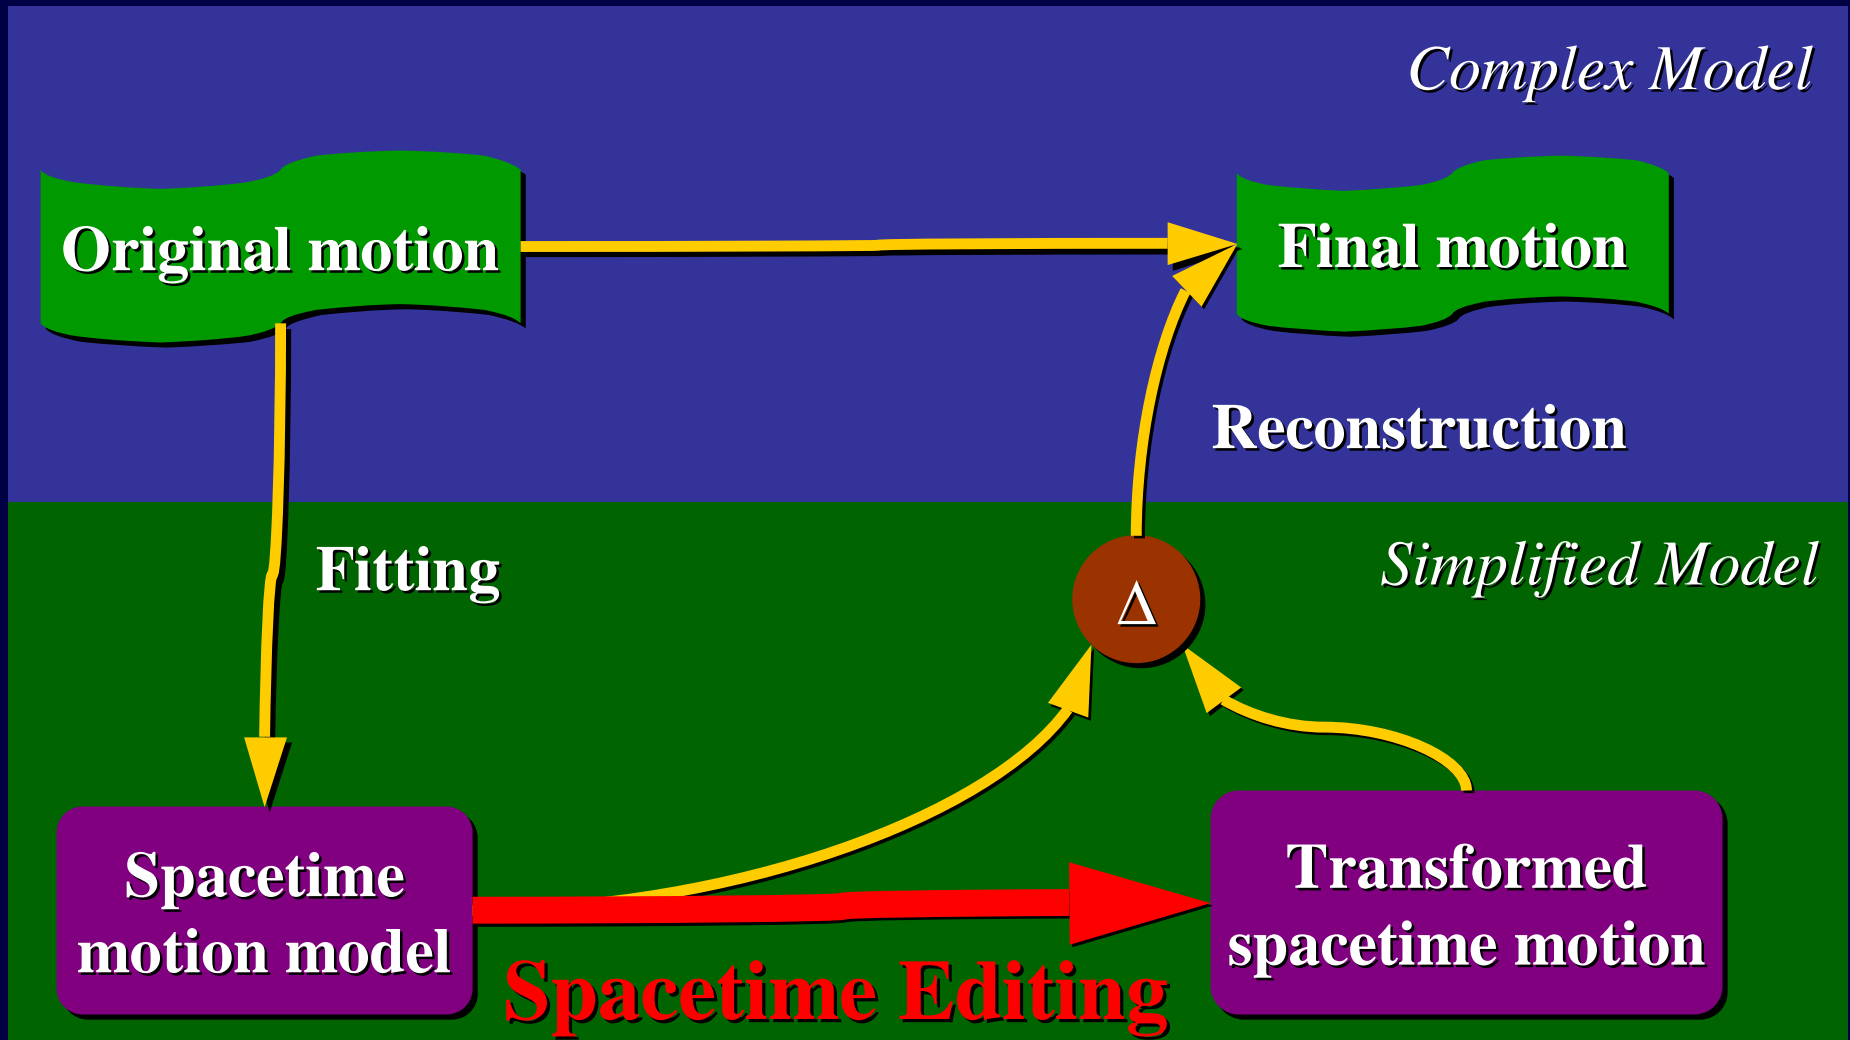 Complex Model
Original motion
Final motion
Reconstruction
Fitting
Simplified Model
Δ
Spacetime
motion model
Transformed
spacetime motion
Spacetime Editing